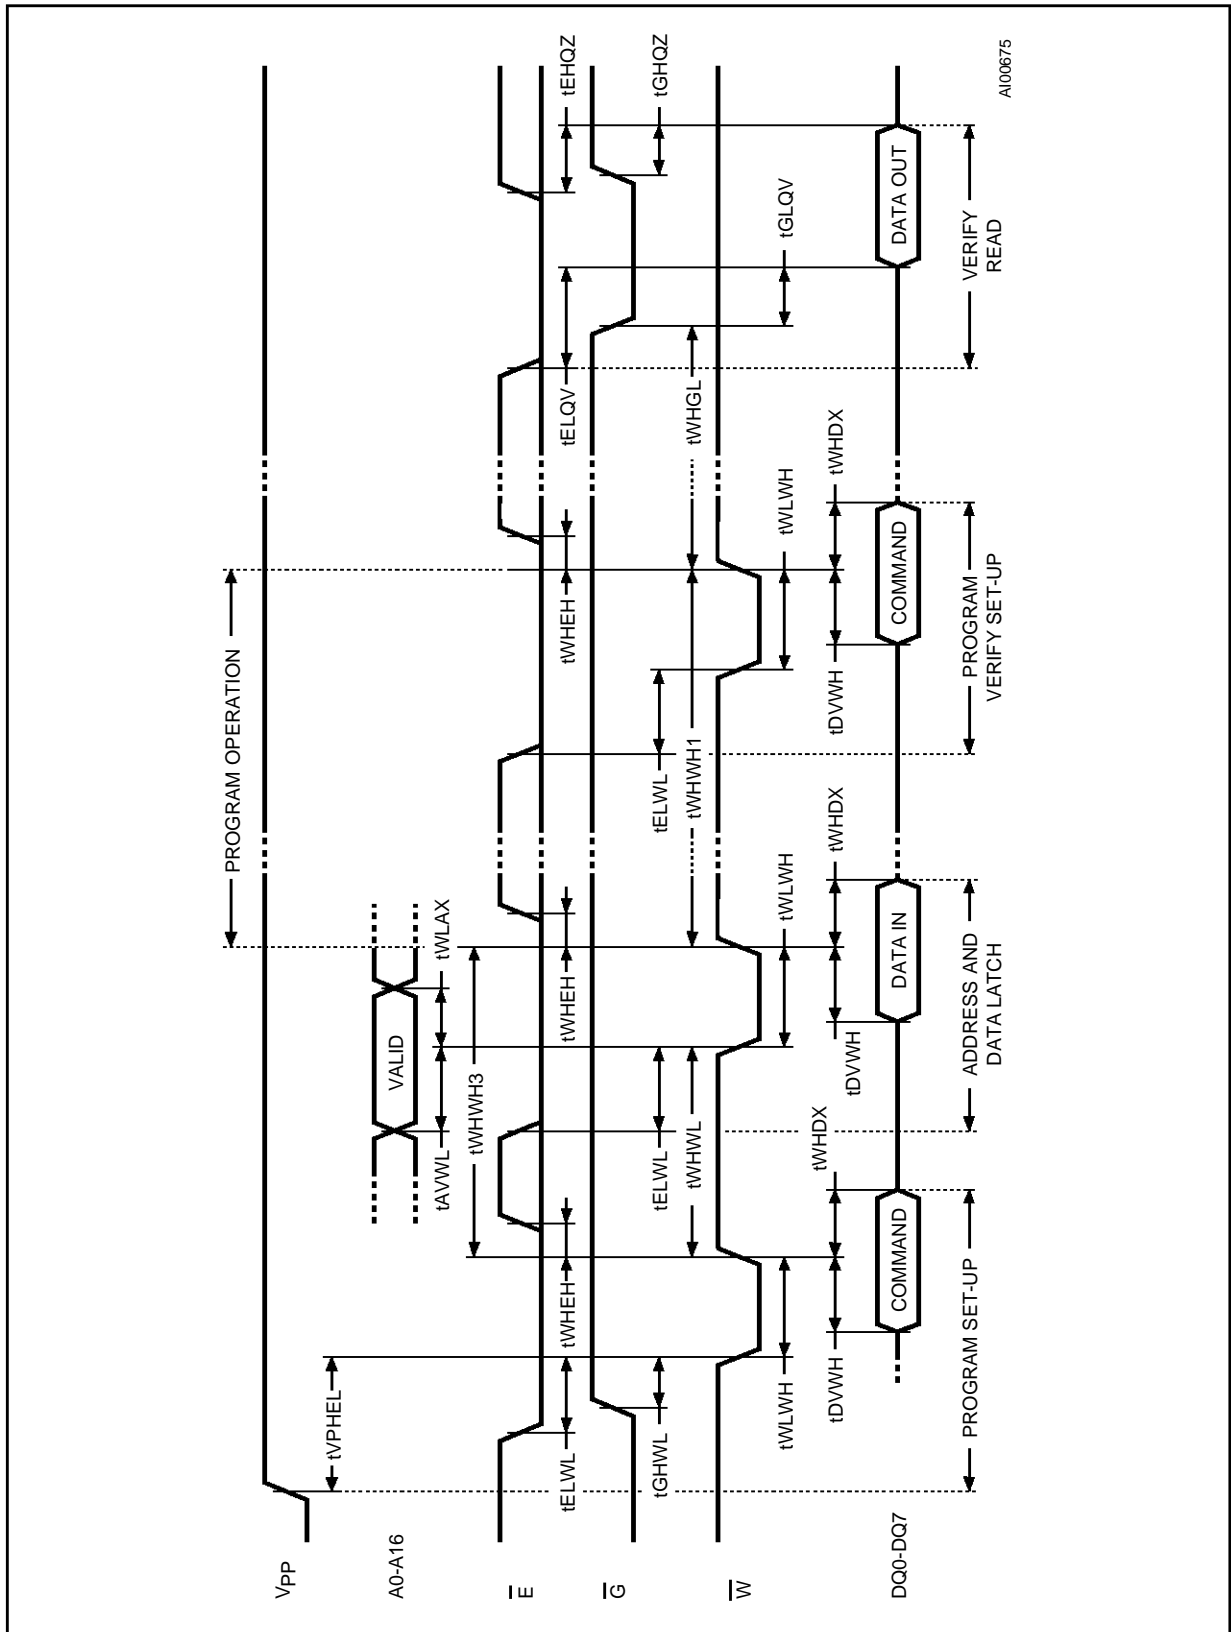 VPP
tVPHEL
PROGRAM OPERATION
A0-A16
VALID
tAVWL
tWLAX
tWHWH3
E
tELWL
tWHEH
tWHEH
tWHEH
tELQV
tEHQZ
G
tGHWL
tELWL
tELWL
tGHQZ
tWHWL
tWHWH1
tWHGL
W
tWLWH
tWLWH
tWLWH
tGLQV
tDVWH
tWHDX
tDVWH
tWHDX
tDVWH
tWHDX
DQ0-DQ7
COMMAND
DATA IN
COMMAND
DATA OUT
PROGRAM SET-UP
ADDRESS AND
DATA LATCH
PROGRAM
VERIFY SET-UP
VERIFY
READ
AI00675